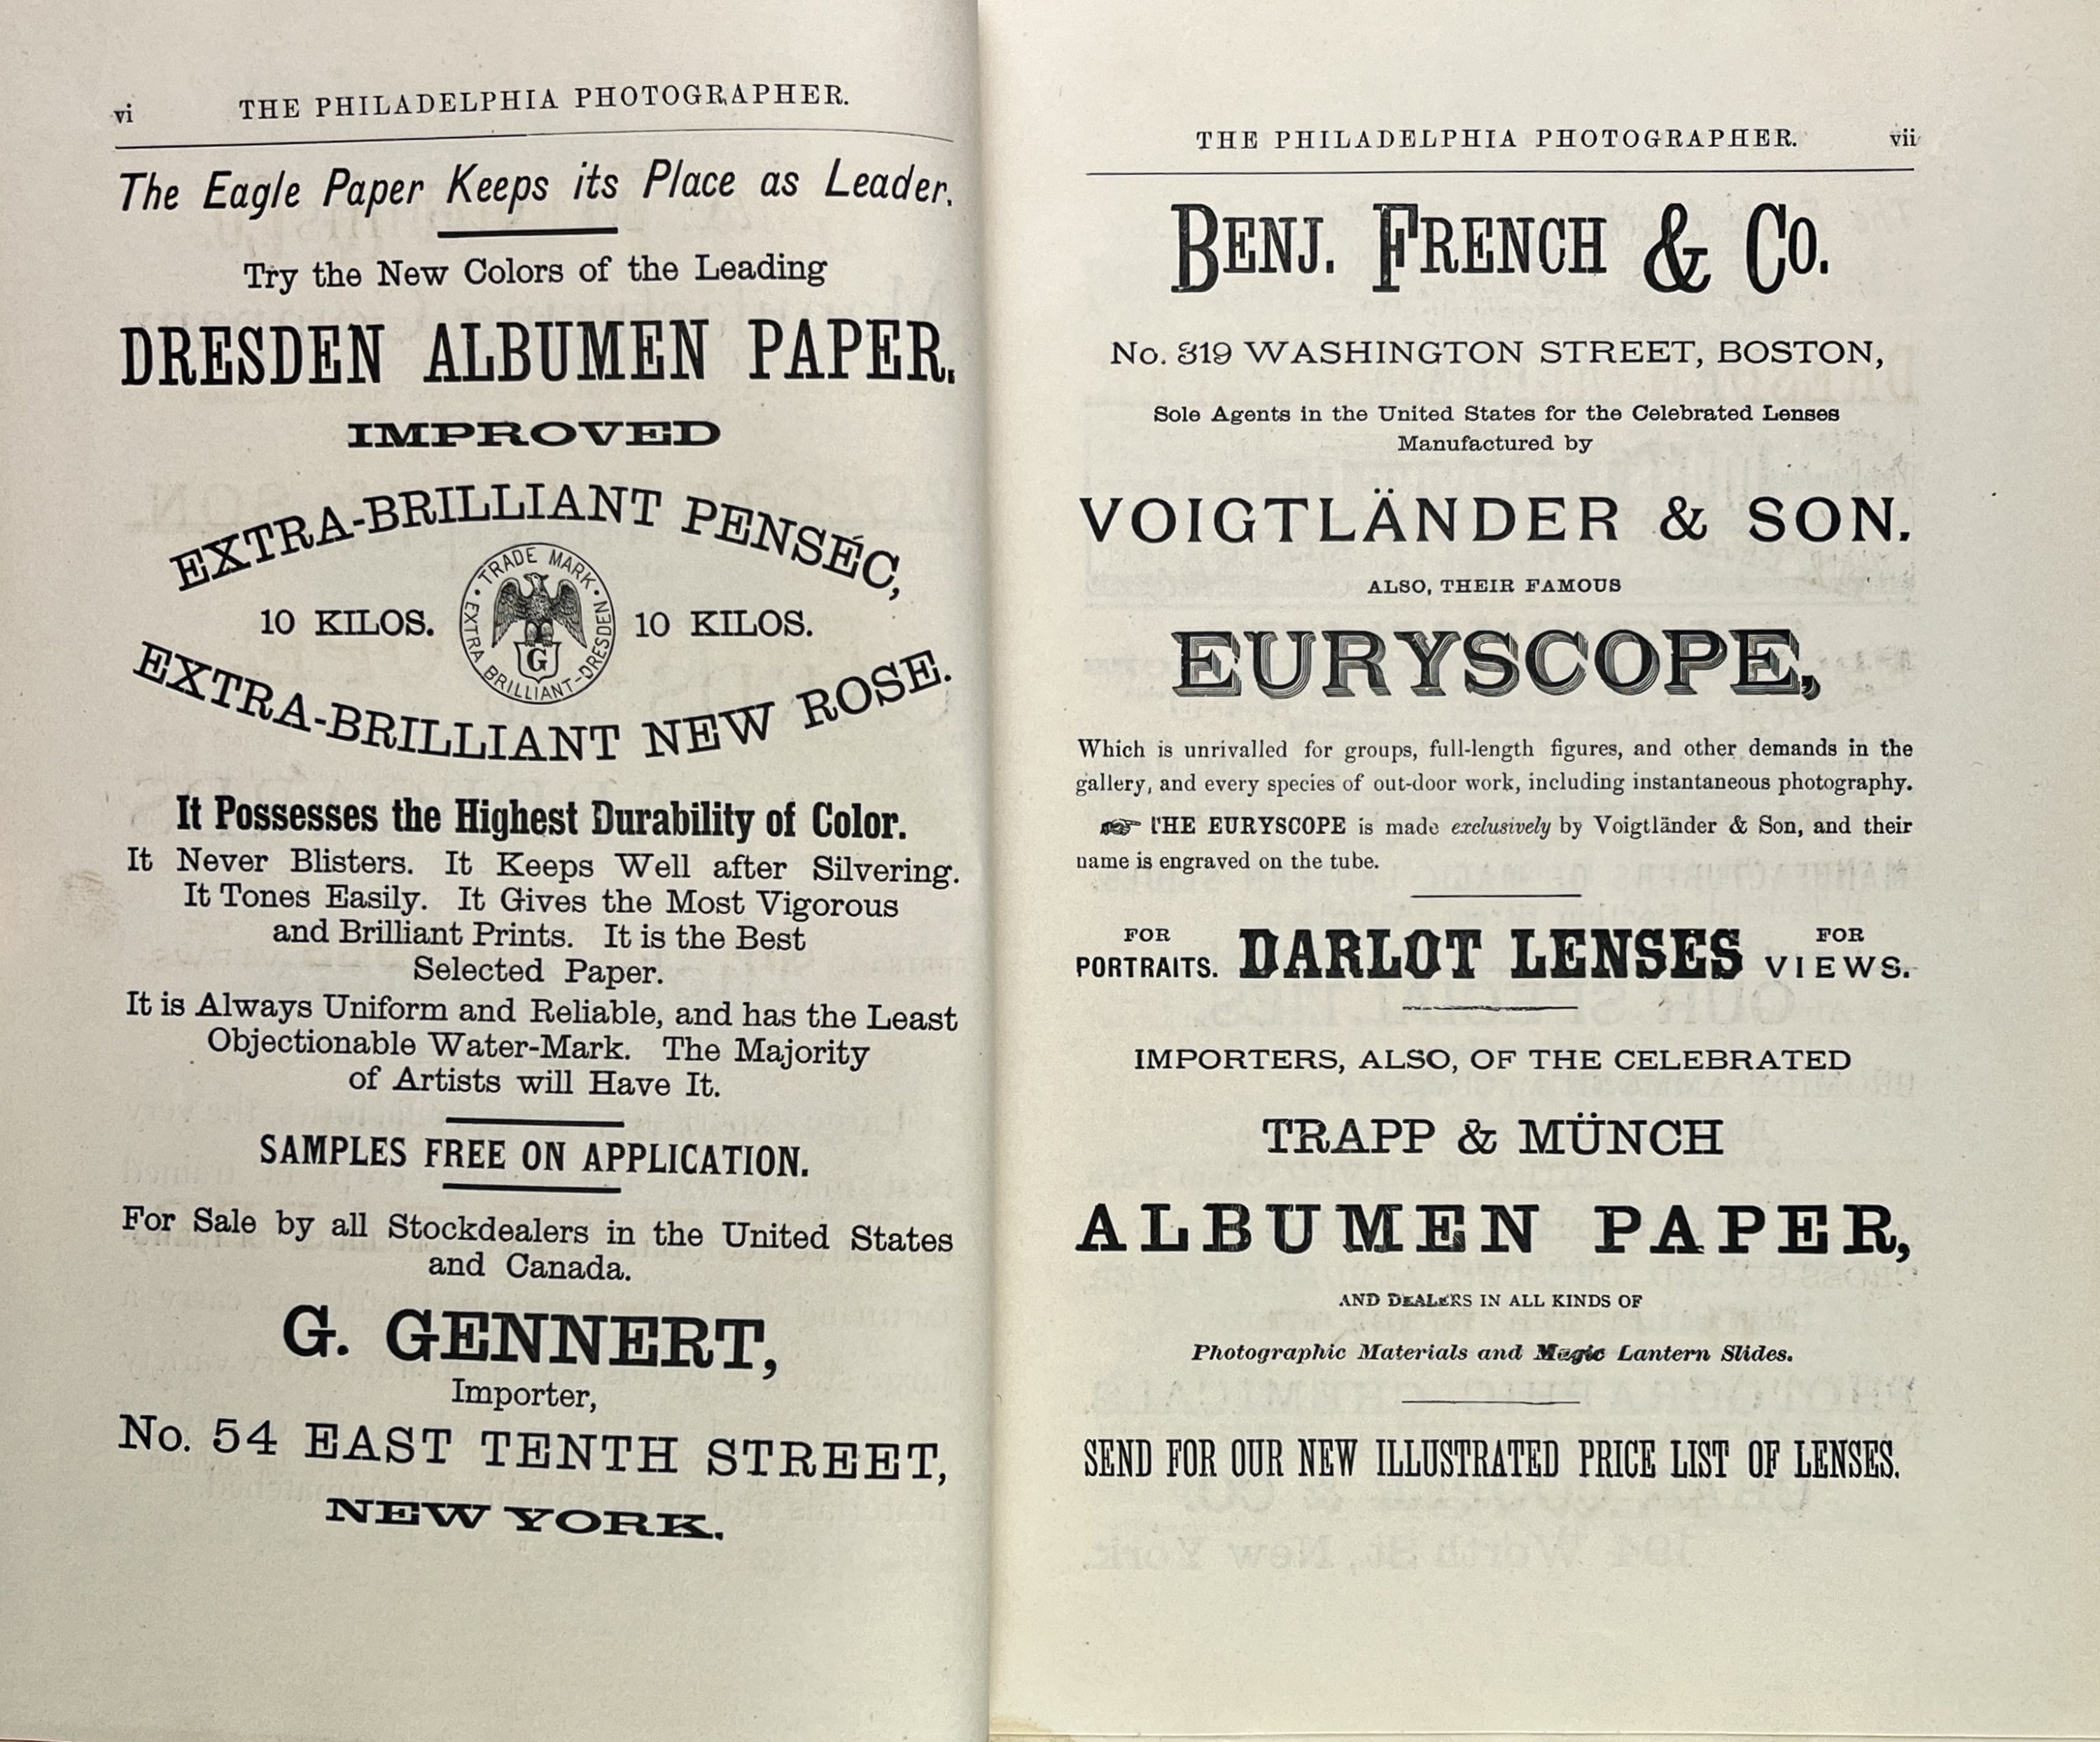 vi THE PHILADELPHIA PHOTOGRAPHER.
The Eagle Paper Keeps its Place as Leader.
Try the New Colors of the Leading
DRESDEN ALBUMEN PAPER.
IMPROVED
EXTRA-BRILLIANT PENSÉC,
10 KILOS. 10 KILOS.
TRADE MARK
EXTRA BRILLIANT-DRESDEN
G
EXTRA-BRILLIANT NEW ROSE.
It Possesses the Highest Durability of Color.
It Never Blisters. It Keeps Well after Silvering.
It Tones Easily. It Gives the Most Vigorous
and Brilliant Prints. It is the Best
Selected Paper.
It is Always Uniform and Reliable, and has the Least
Objectionable Water-Mark. The Majority
of Artists will Have It.
SAMPLES FREE ON APPLICATION.
For Sale by all Stockdealers in the United States
and Canada.
G. GENNERT,
Importer,
No. 54 EAST TENTH STREET,
NEW YORK.
THE PHILADELPHIA PHOTOGRAPHER. vii
BENJ. FRENCH & CO.
No. 319 WASHINGTON STREET, BOSTON,
Sole Agents in the United States for the Celebrated Lenses
Manufactured by
VOIGTLÄNDER & SON.
ALSO, THEIR FAMOUS
EURYSCOPE,
Which is unrivalled for groups, full-length figures, and other demands in the
gallery, and every species of out-door work, including instantaneous photography.
☞ THE EURYSCOPE is made exclusively by Voigtländer & Son, and their
name is engraved on the tube.
FOR PORTRAITS. DARLOT LENSES FOR VIEWS.
IMPORTERS, ALSO, OF THE CELEBRATED
TRAPP & MÜNCH
ALBUMEN PAPER,
AND DEALERS IN ALL KINDS OF
Photographic Materials and Magic Lantern Slides.
SEND FOR OUR NEW ILLUSTRATED PRICE LIST OF LENSES.